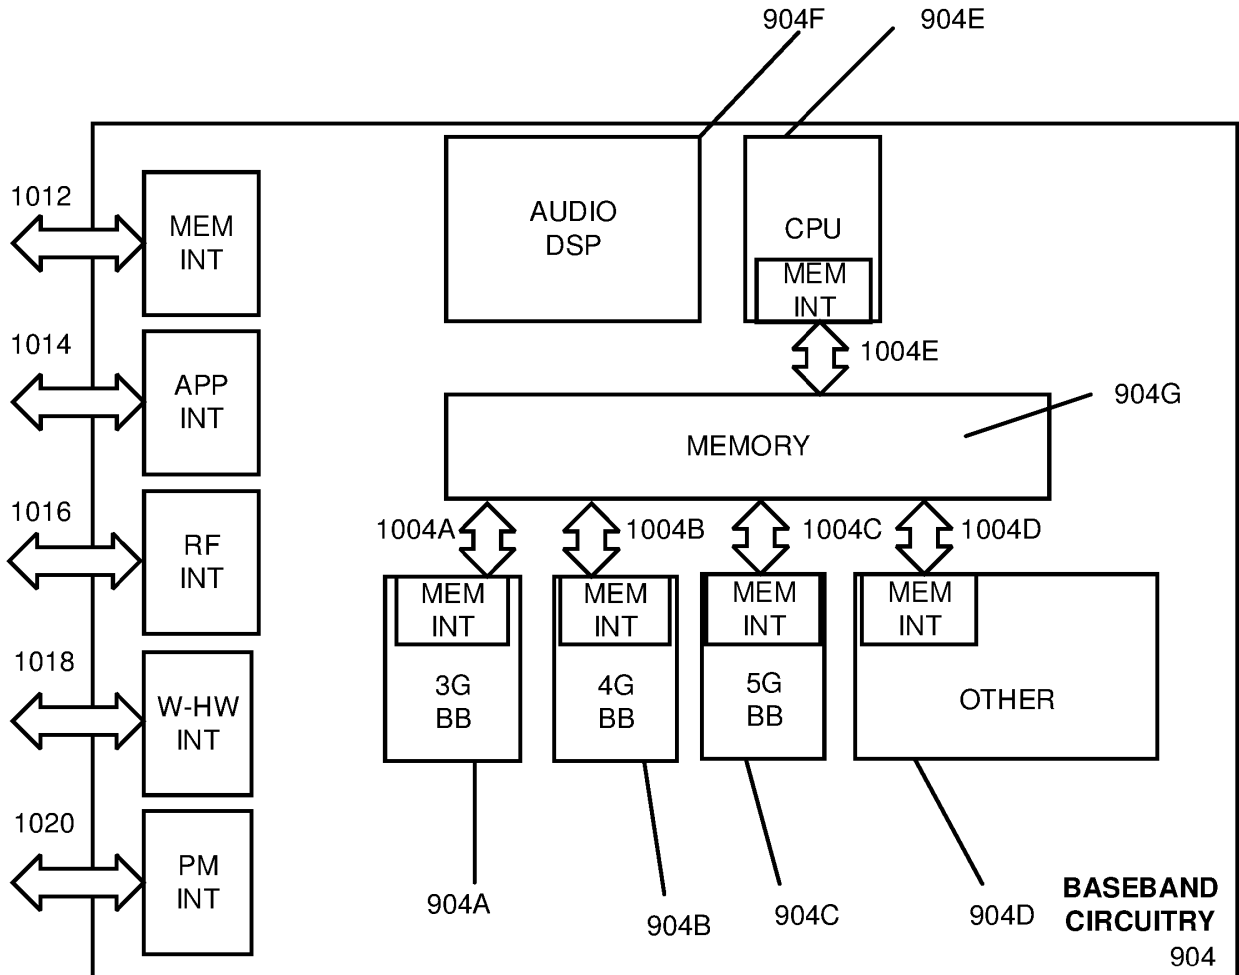 904F
904E
1012
MEM
INT
AUDIO
DSP
CPU
MEM
INT
1014
APP
INT
1004E
904G
MEMORY
1016
RF
INT
1004A
1004B
1004C
1004D
MEM
INT
3G
BB
MEM
INT
4G
BB
MEM
INT
5G
BB
MEM
INT
OTHER
1018
W-HW
INT
1020
PM
INT
904A
904B
904C
904D
BASEBAND
CIRCUITRY
904